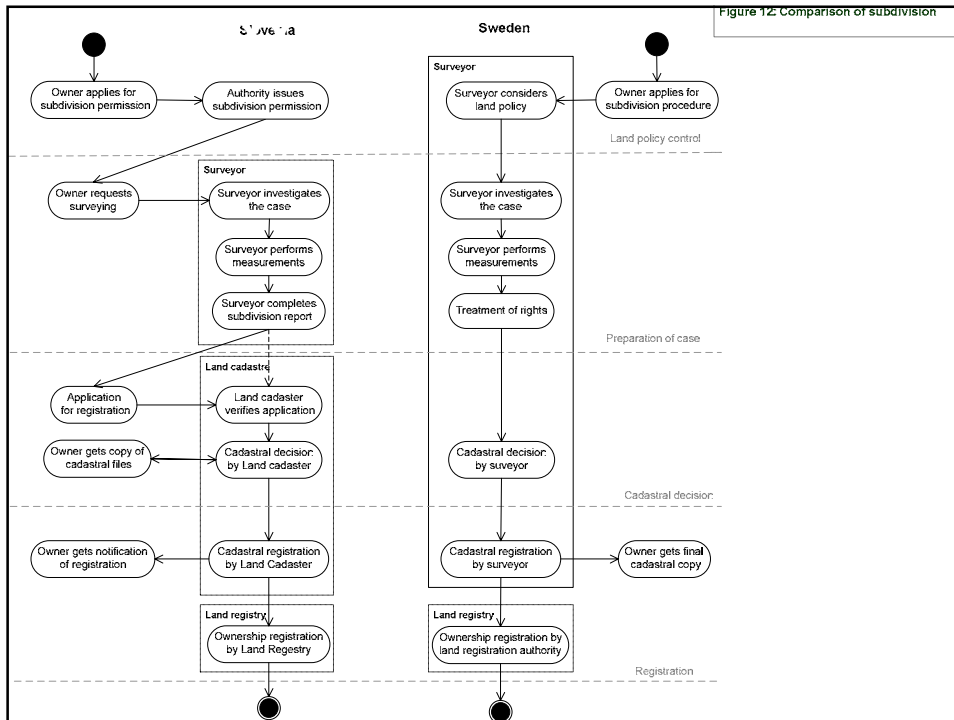 Figure 12: Comparison of subdivision
Sweden
Owner applies for
subdivision permission
Authority issues
subdivision permission
Surveyor
Surveyor considers
land policy
Owner applies for
subdivision procedure
Land policy control
Owner requests
surveying
Surveyor
Surveyor investigates
the case
Surveyor performs
measurements
Surveyor completes
subdivision report
Surveyor investigates
the case
Surveyor performs
measurements
Treatment of rights
Preparation of case
Application
for registration
Land cadastre
Land cadaster
verifies application
Owner gets copy of
cadastral files
Cadastral decision
by Land cadaster
Cadastral decision
by suveyor
Cadastral decision
Owner gets notification
of registration
Cadastral registration
by Land Cadaster
Cadastral registration
by surveyor
Owner gets final
cadastral copy
Land registry
Ownership registration
by Land Regestry
Land registry
Ownership registration by
land registration authority
Registration